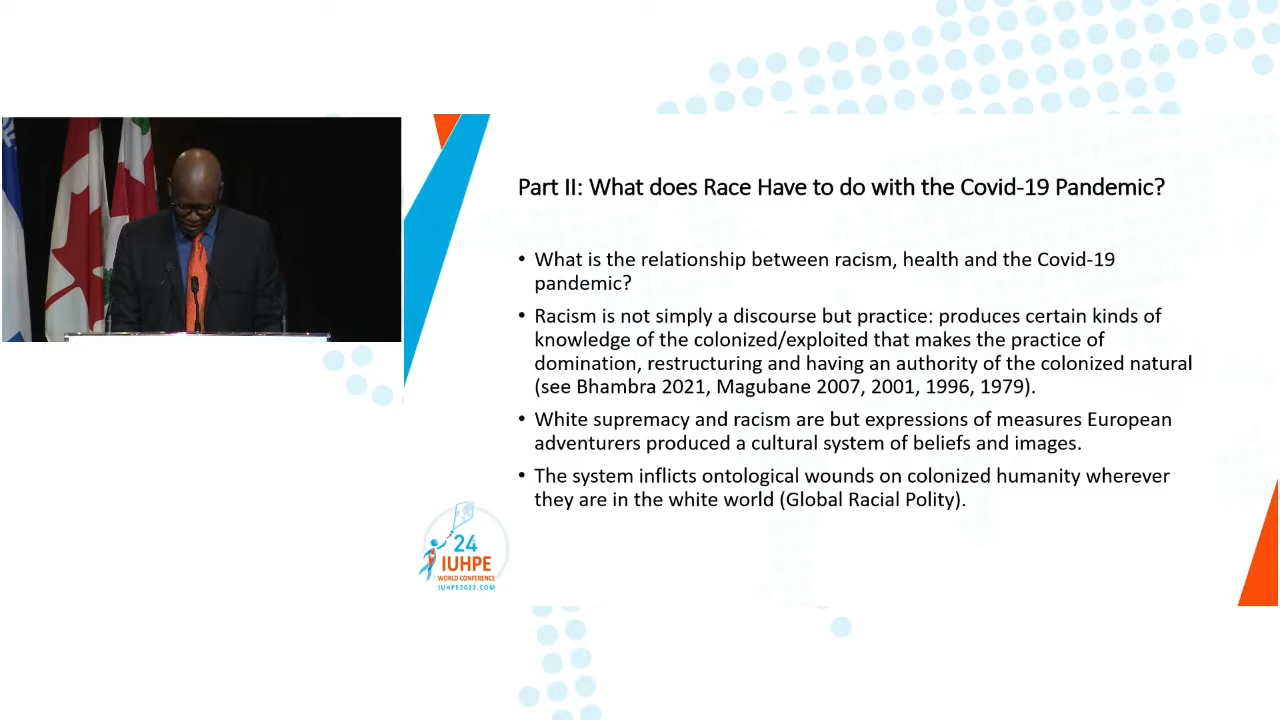 Part II: What does Race Have to do with the Covid-19 Pandemic?
• What is the relationship between racism, health and the Covid-19
pandemic?
• Racism is not simply a discourse but practice: produces certain kinds of
knowledge of the colonized/exploited that makes the practice of
domination, restructuring and having an authority of the colonized natural
(see Bhambra 2021, Magubane 2007, 2001, 1996, 1979).
• White supremacy and racism are but expressions of measures European
adventurers produced a cultural system of beliefs and images.
• The system inflicts ontological wounds on colonized humanity wherever
they are in the white world (Global Racial Polity).
24
IUHPE
WORLD CONFERENCE
IUHPE2022.COM